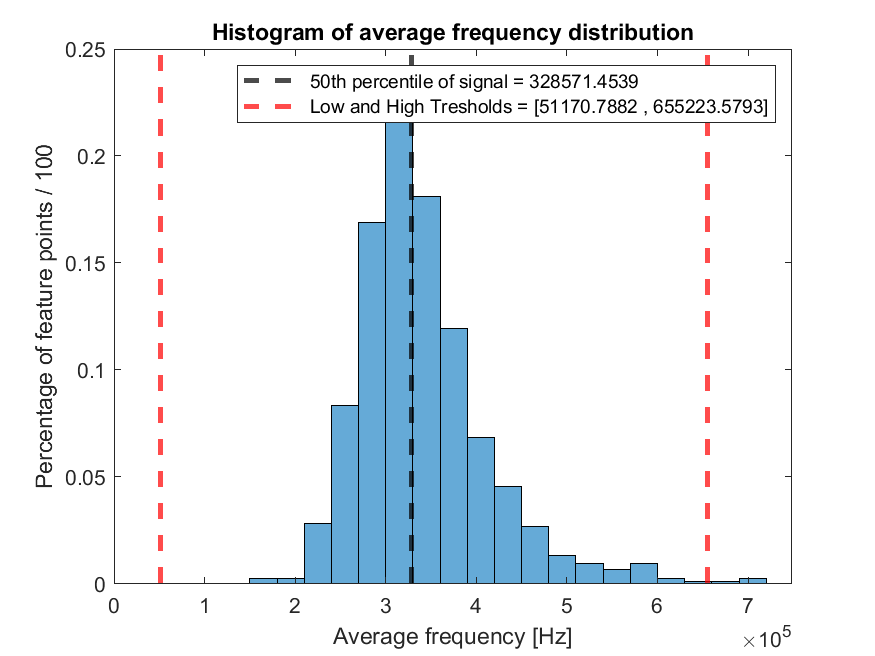 Histogram of average frequency distribution
50th percentile of signal = 328571.4539
Low and High Tresholds = [51170.7882 , 655223.5793]
Percentage of feature points / 100
0.25
0.2
0.15
0.1
0.05
0
0 1 2 3 4 5 6 7
×10⁵
Average frequency [Hz]